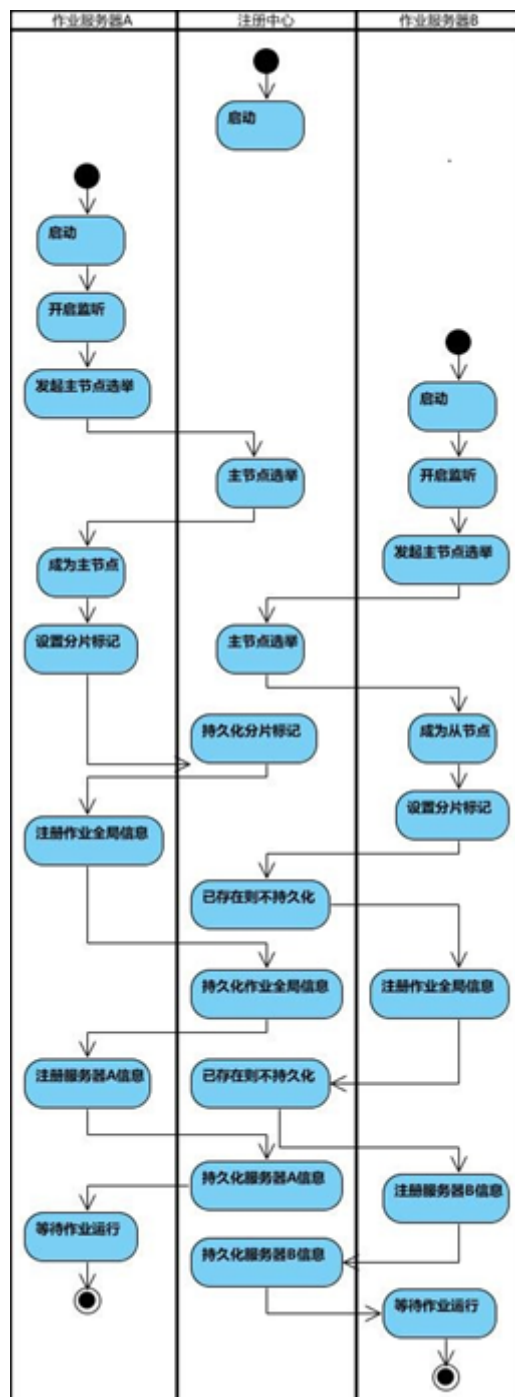 作业服务器A
注册中心
作业服务器B
启动
启动
开启监听
发起主节点选举
启动
主节点选举
开启监听
成为主节点
发起主节点选举
设置分片标记
主节点选举
持久化分片标记
成为从节点
设置分片标记
注册作业全局信息
已存在则不持久化
持久化作业全局信息
注册作业全局信息
注册服务器A信息
已存在则不持久化
持久化服务器A信息
注册服务器B信息
等待作业运行
持久化服务器B信息
等待作业运行